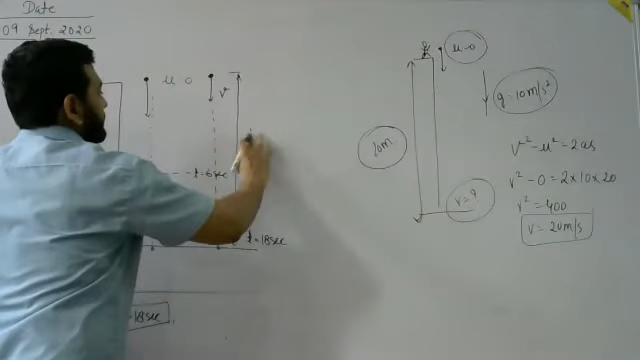 Date
09 Sept. 2020
u=0
v
t=6sec
t=18sec
=18sec
u=0
g=10m/s²
20m
v=?
v²-u²=2as
v²-0=2×10×20
v²=400
v=20m/s